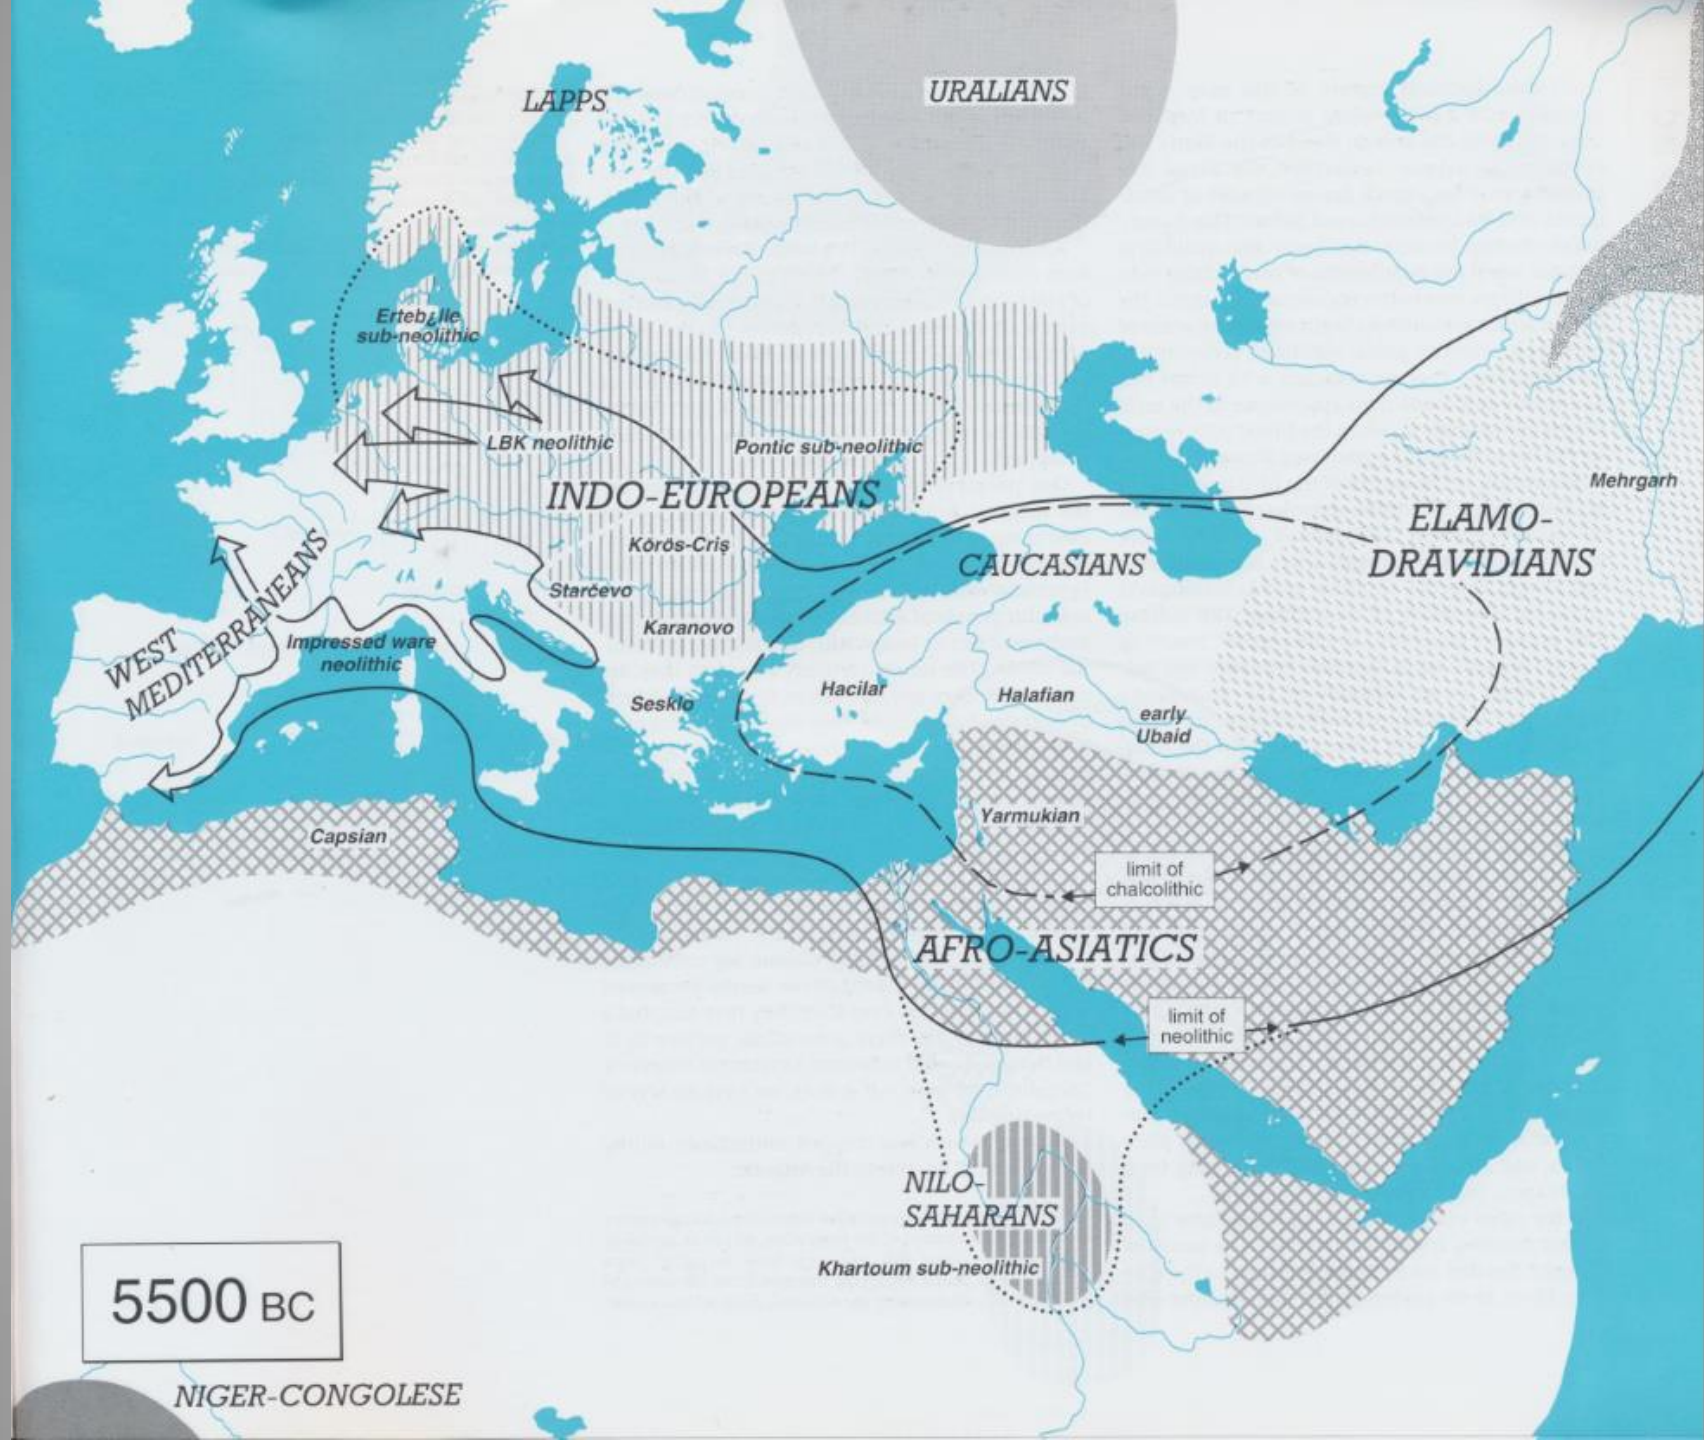 LAPPS
URALIANS
Erteb¿lle
sub-neolithic
LBK neolithic
Pontic sub-neolithic
INDO-EUROPEANS
Mehrgarh
ELAMO-
DRAVIDIANS
Körös-Criş
CAUCASIANS
Starčevo
Karanovo
WEST
MEDITERRANEANS
Impressed ware
neolithic
Sesklo
Hacilar
Halafian
early
Ubaid
Capsian
Yarmukian
limit of
chalcolithic
AFRO-ASIATICS
limit of
neolithic
NILO-
SAHARANS
Khartoum sub-neolithic
5500 BC
NIGER-CONGOLESE